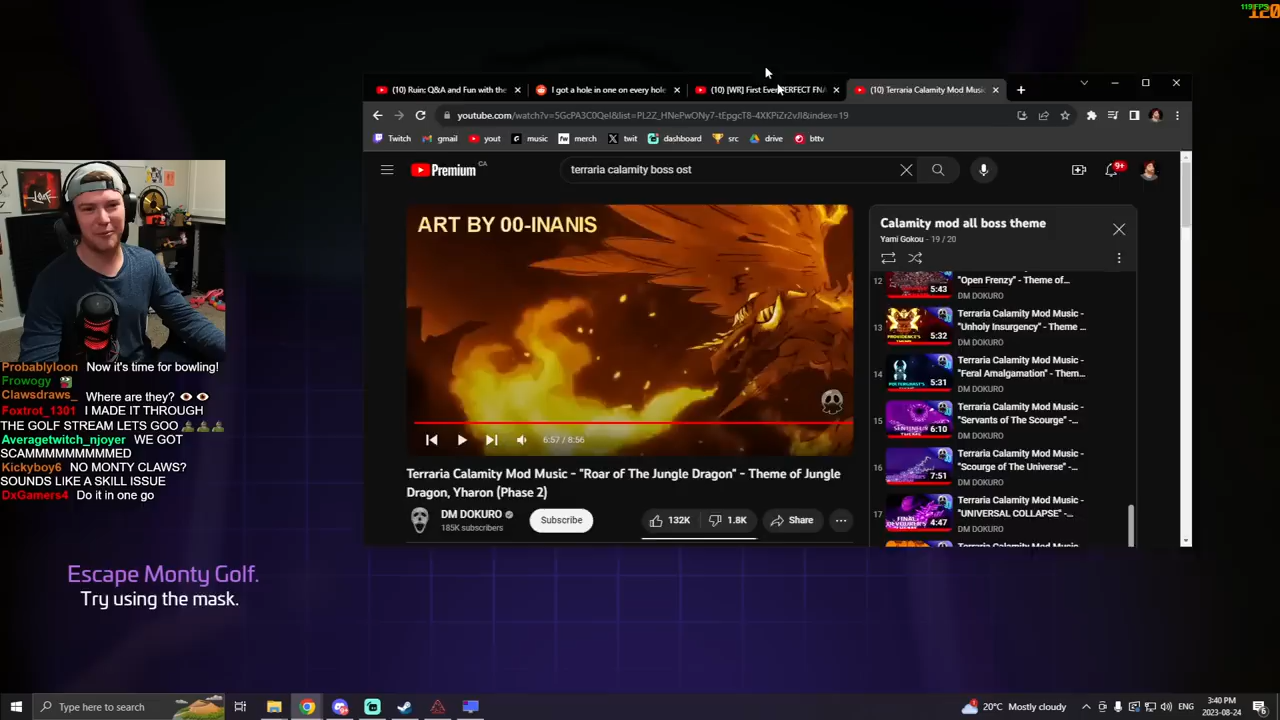 119 FPS
120
(10) Ruin: Q&A and Fun with the
I got a hole in one on every hole
(10) [WR] First Ever PERFECT FNA
(10) Terraria Calamity Mod Music
youtube.com/watch?v=5GcPA3C0QeI&list=PL2Z_HNePwONy7-tEpgcT8-4XKPiZr2vJl&index=19
Twitch gmail yout music merch twit dashboard src drive bttv
Premium CA
terraria calamity boss ost
9+
ART BY 00-INANIS
6:57 / 8:56
Terraria Calamity Mod Music - "Roar of The Jungle Dragon" - Theme of Jungle
Dragon, Yharon (Phase 2)
DM DOKURO
185K subscribers
Subscribe
132K
1.8K
Share
Calamity mod all boss theme
Yami Gokou - 19 / 20
12
5:43
"Open Frenzy" - Theme of...
DM DOKURO
13
5:32
Terraria Calamity Mod Music -
"Unholy Insurgency" - Theme ...
DM DOKURO
14
5:31
Terraria Calamity Mod Music -
"Feral Amalgamation" - Them...
DM DOKURO
15
6:10
Terraria Calamity Mod Music -
"Servants of The Scourge" -...
DM DOKURO
16
7:51
Terraria Calamity Mod Music -
"Scourge of The Universe" -...
DM DOKURO
17
4:47
Terraria Calamity Mod Music -
"UNIVERSAL COLLAPSE" -...
DM DOKURO
Terraria Calamity Mod Music -
Probablyloon Now it's time for bowling!
Frowogy
Clawsdraws_ Where are they? 👀👀
Foxtrot_1301 I MADE IT THROUGH
THE GOLF STREAM LETS GOO
Averagetwitch_njoyer WE GOT
SCAMMMMMMMMED
Kickyboy6 NO MONTY CLAWS?
SOUNDS LIKE A SKILL ISSUE
DxGamers4 Do it in one go
Escape Monty Golf.
Try using the mask.
Type here to search
20°C Mostly cloudy
ENG
3:40 PM
2023-08-24
6